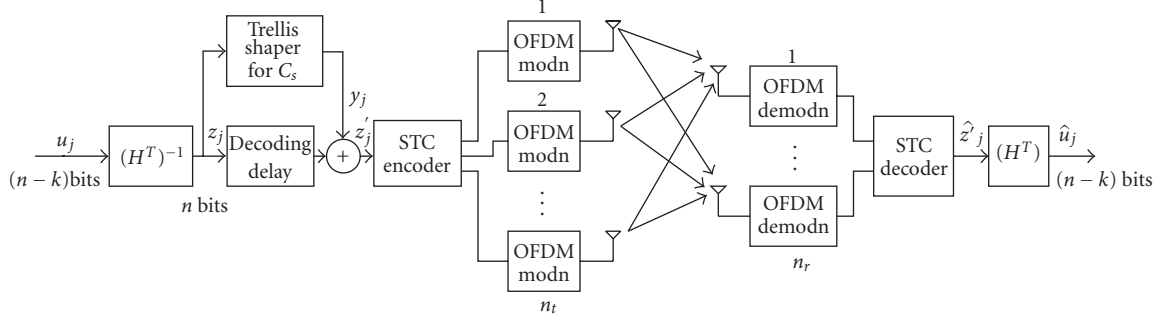 Trellis
shaper
for C_s
y_j
u_j
(n − k)bits
(H^T)^{−1}
z_j
n bits
Decoding
delay
+
z'_j
STC
encoder
1
OFDM
modn
2
OFDM
modn
⋮
OFDM
modn
n_t
1
OFDM
demodn
⋮
OFDM
demodn
n_r
STC
decoder
ẑ'_j
(H^T)
û_j
(n − k) bits